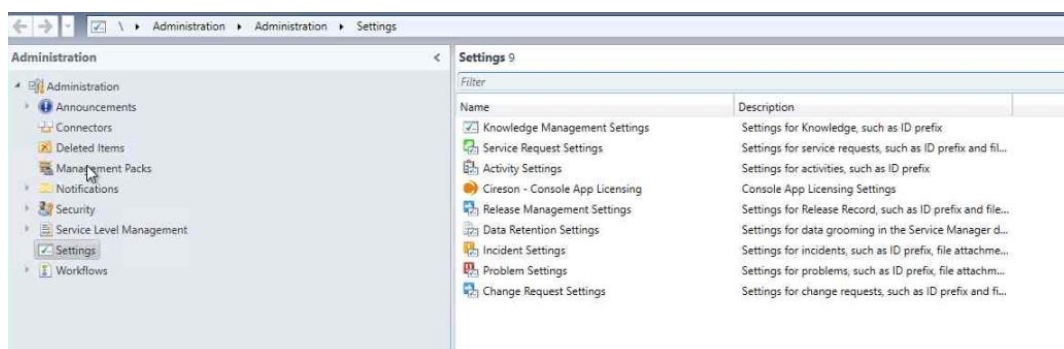 \ Administration Administration Settings
Administration
Administration
Announcements
Connectors
Deleted Items
Management Packs
Notifications
Security
Service Level Management
Settings
Workflows
Settings 9
Filter
Name Description
Knowledge Management Settings Settings for Knowledge, such as ID prefix
Service Request Settings Settings for service requests, such as ID prefix and fil...
Activity Settings Settings for activities, such as ID prefix
Cireson - Console App Licensing Console App Licensing Settings
Release Management Settings Settings for Release Record, such as ID prefix and file...
Data Retention Settings Settings for data grooming in the Service Manager d...
Incident Settings Settings for incidents, such as ID prefix, file attachme...
Problem Settings Settings for problems, such as ID prefix, file attachm...
Change Request Settings Settings for change requests, such as ID prefix and fi...